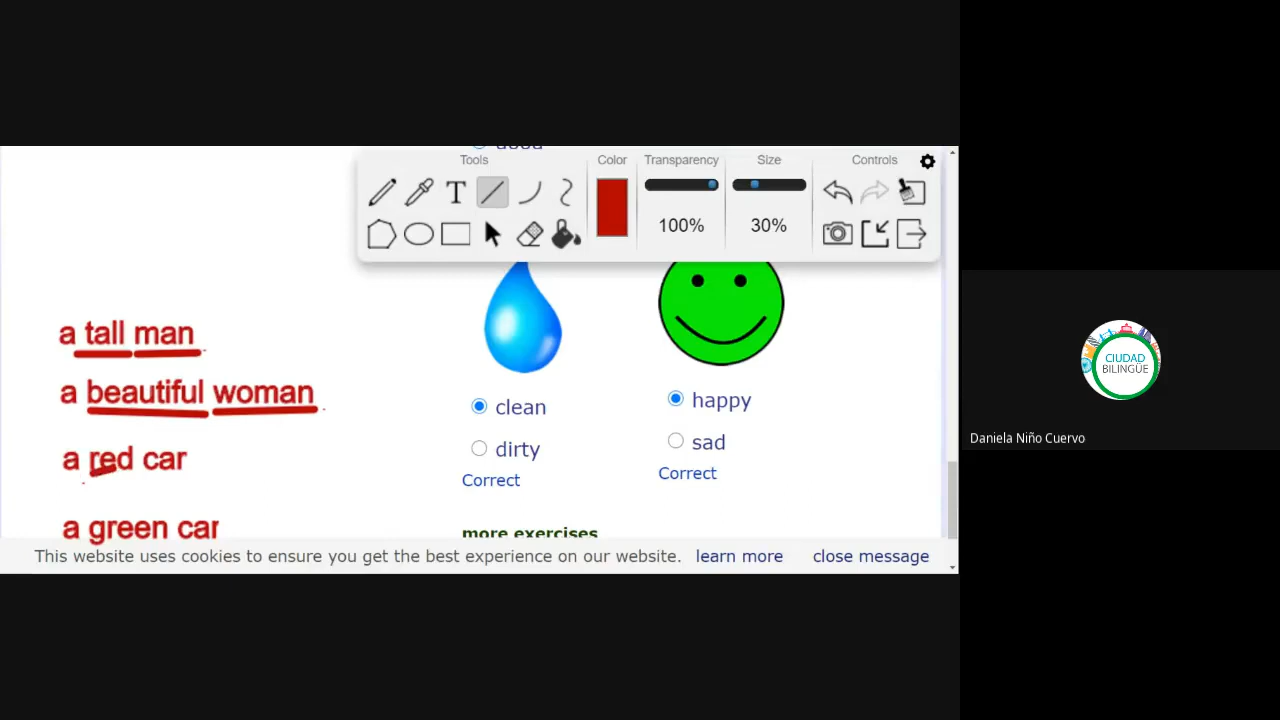 Tools
Color
Transparency
Size
Controls
T
100%
30%
a tall man
a beautiful woman
a red car
a green car
clean
dirty
Correct
happy
sad
Correct
more exercises
This website uses cookies to ensure you get the best experience on our website. learn more close message
CIUDAD
BILINGÜE
Daniela Niño Cuervo